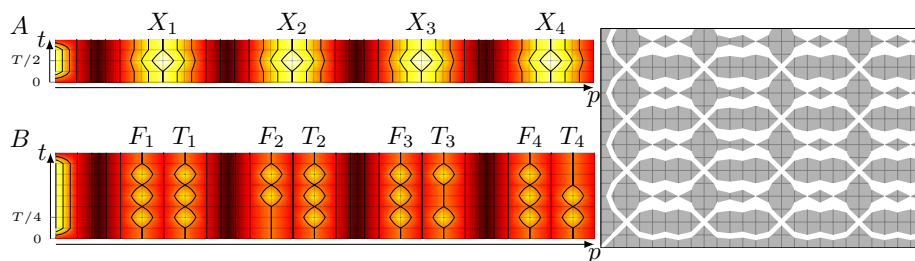 A X₁ X₂ X₃ X₄
t
T/2
0
p
B F₁ T₁ F₂ T₂ F₃ T₃ F₄ T₄
t
T/4
0
p